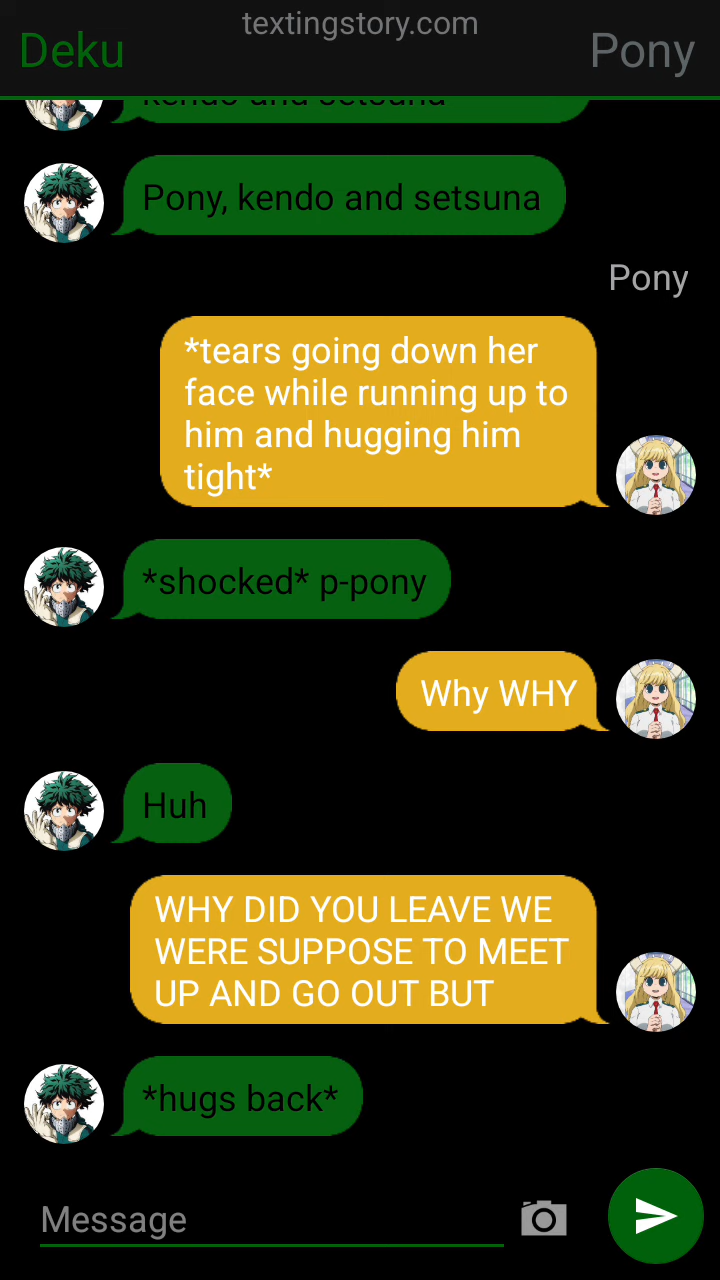 textingstory.com
Deku
Pony
kendo and setsuna
Pony, kendo and setsuna
Pony
*tears going down her
face while running up to
him and hugging him
tight*
*shocked* p-pony
Why WHY
Huh
WHY DID YOU LEAVE WE
WERE SUPPOSE TO MEET
UP AND GO OUT BUT
*hugs back*
Message